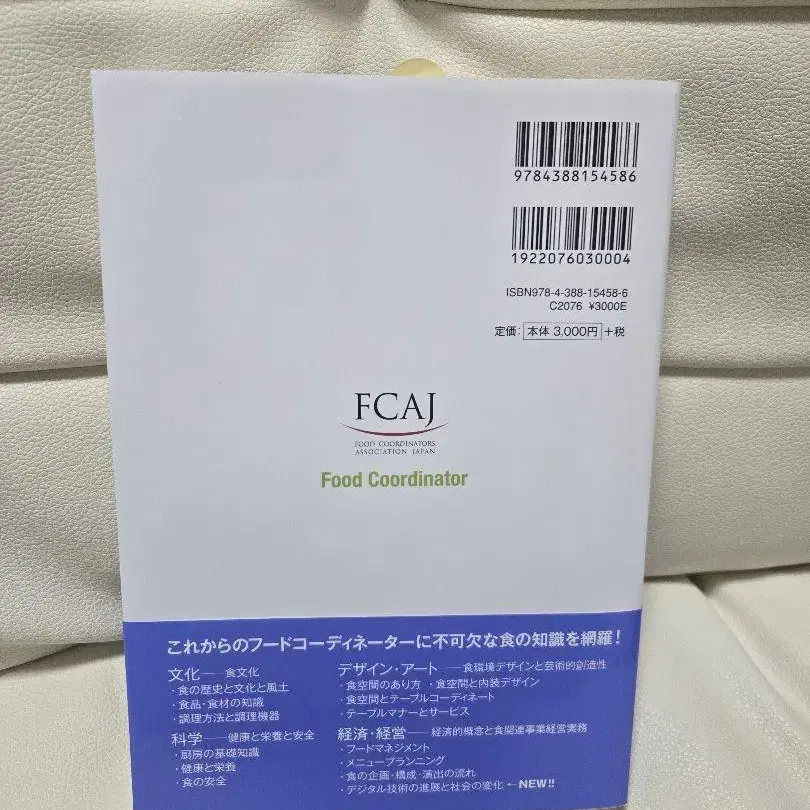 9784388154586
1922076030004
ISBN978-4-388-15458-6
C2076 ¥3000E
定価: 本体 3,000円 +税
FCAJ
FOOD COORDINATORS
ASSOCIATION JAPAN
Food Coordinator
これからのフードコーディネーターに不可欠な食の知識を網羅!
文化──食文化
・食の歴史と文化と風土
・食品・食材の知識
・調理方法と調理機器
科学──健康と栄養と安全
・厨房の基礎知識
・健康と栄養
・食の安全
デザイン・アート──食環境デザインと芸術的創造性
・食空間のあり方 ・食空間と内装デザイン
・食空間とテーブルコーディネート
・テーブルマナーとサービス
経済・経営──経済的概念と食関連事業経営実務
・フードマネジメント
・メニュープランニング
・食の企画・構成・演出の流れ
・デジタル技術の進展と社会の変化 ←NEW!!